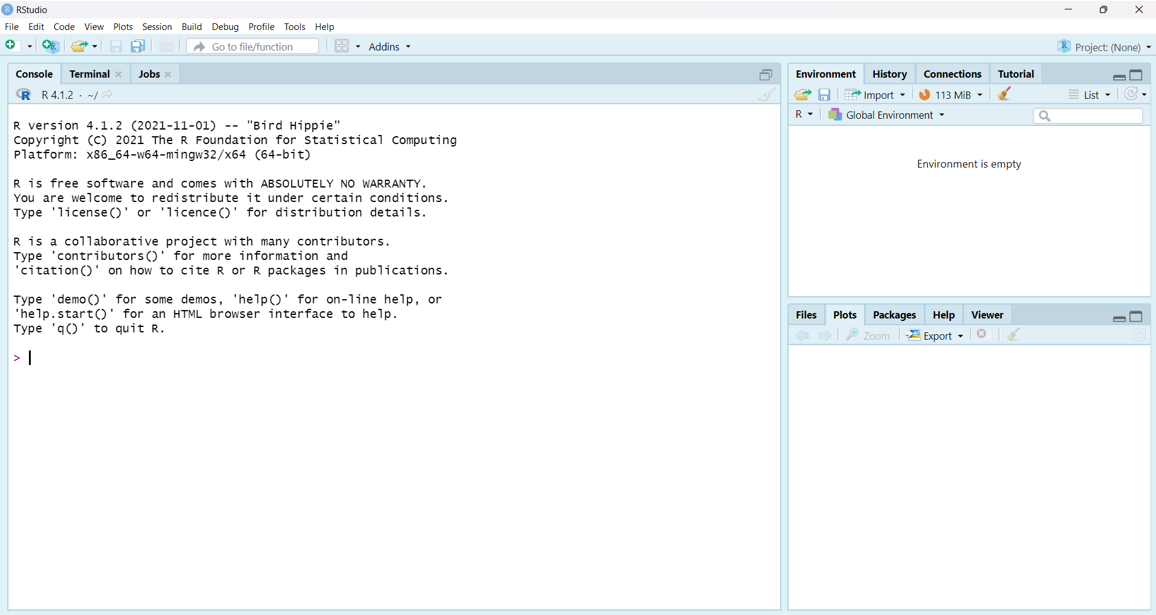 RStudio
File Edit Code View Plots Session Build Debug Profile Tools Help
Go to file/function Addins Project: (None)
Console Terminal Jobs
R 4.1.2 · ~/
R version 4.1.2 (2021-11-01) -- "Bird Hippie"
Copyright (C) 2021 The R Foundation for Statistical Computing
Platform: x86_64-w64-mingw32/x64 (64-bit)
R is free software and comes with ABSOLUTELY NO WARRANTY.
You are welcome to redistribute it under certain conditions.
Type 'license()' or 'licence()' for distribution details.
R is a collaborative project with many contributors.
Type 'contributors()' for more information and
'citation()' on how to cite R or R packages in publications.
Type 'demo()' for some demos, 'help()' for on-line help, or
'help.start()' for an HTML browser interface to help.
Type 'q()' to quit R.
>
Environment History Connections Tutorial
Import 113 MiB List
R Global Environment
Environment is empty
Files Plots Packages Help Viewer
Zoom Export